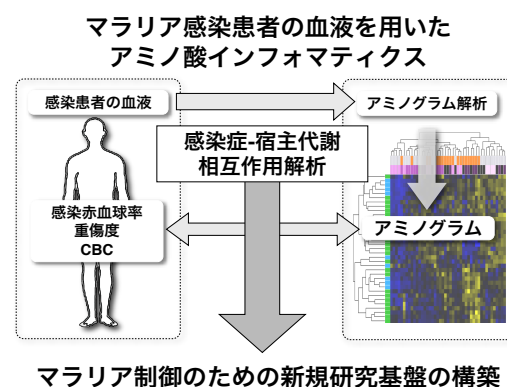 マラリア感染患者の血液を用いた
アミノ酸インフォマティクス
感染患者の血液
アミノグラム解析
感染症-宿主代謝
相互作用解析
感染赤血球率
重傷度
CBC
アミノグラム
マラリア制御のための新規研究基盤の構築